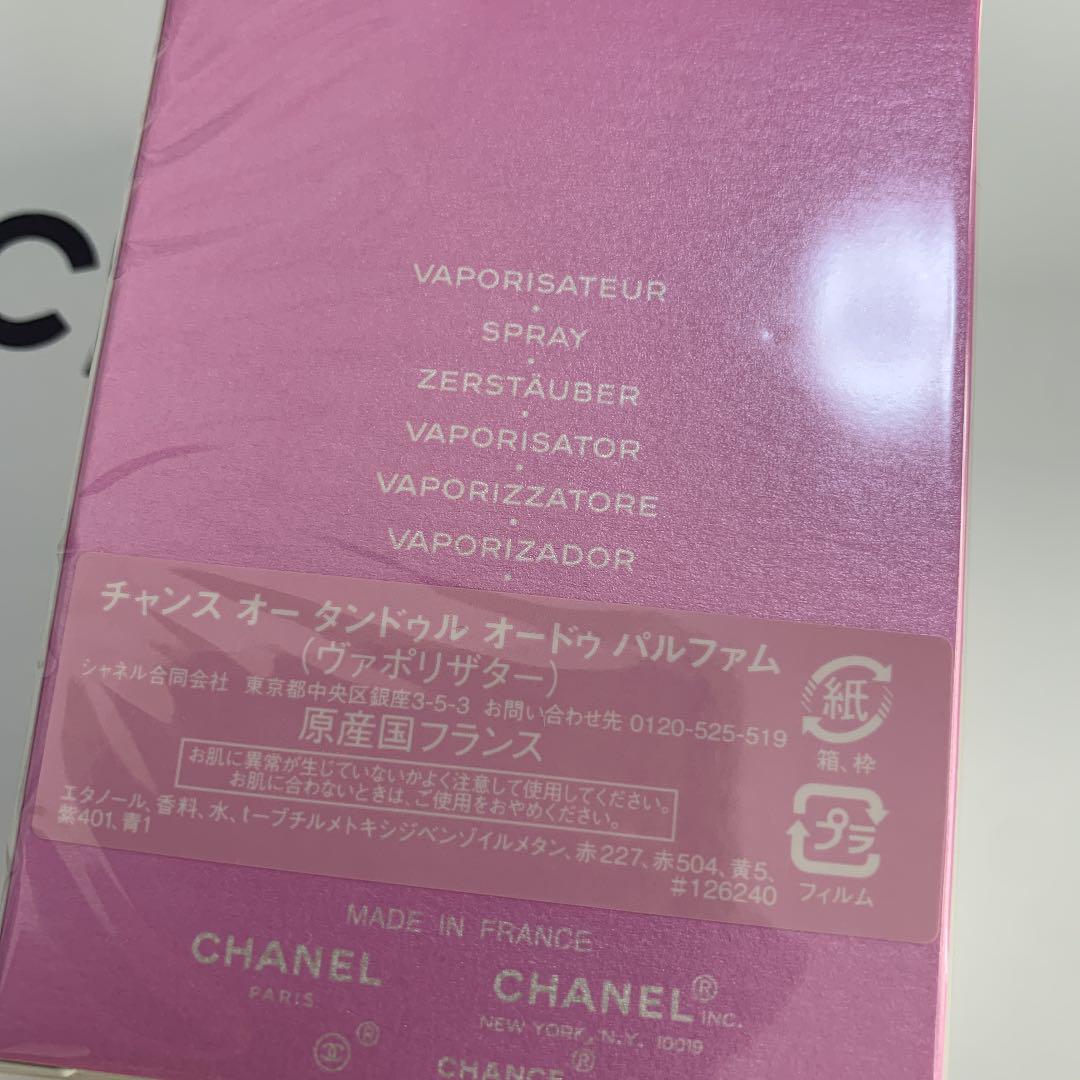 C
VAPORISATEUR
SPRAY
ZERSTÄUBER
VAPORISATOR
VAPORIZZATORE
VAPORIZADOR
チャンス オー タンドゥル オードゥ パルファム
(ヴァポリザター)
シャネル合同会社 東京都中央区銀座3-5-3 お問い合わせ先 0120-525-519
原産国フランス
お肌に異常が生じていないかよく注意して使用してください。
お肌に合わないときは、ご使用をおやめください。
エタノール、香料、水、t-ブチルメトキシジベンゾイルメタン、赤227、赤504、黄5、
紫401、青1
#126240
紙
箱、枠
プラ
フィルム
MADE IN FRANCE
CHANEL
PARIS
CHANEL® INC.
NEW YORK, N.Y. 10019
®
CHANCE®